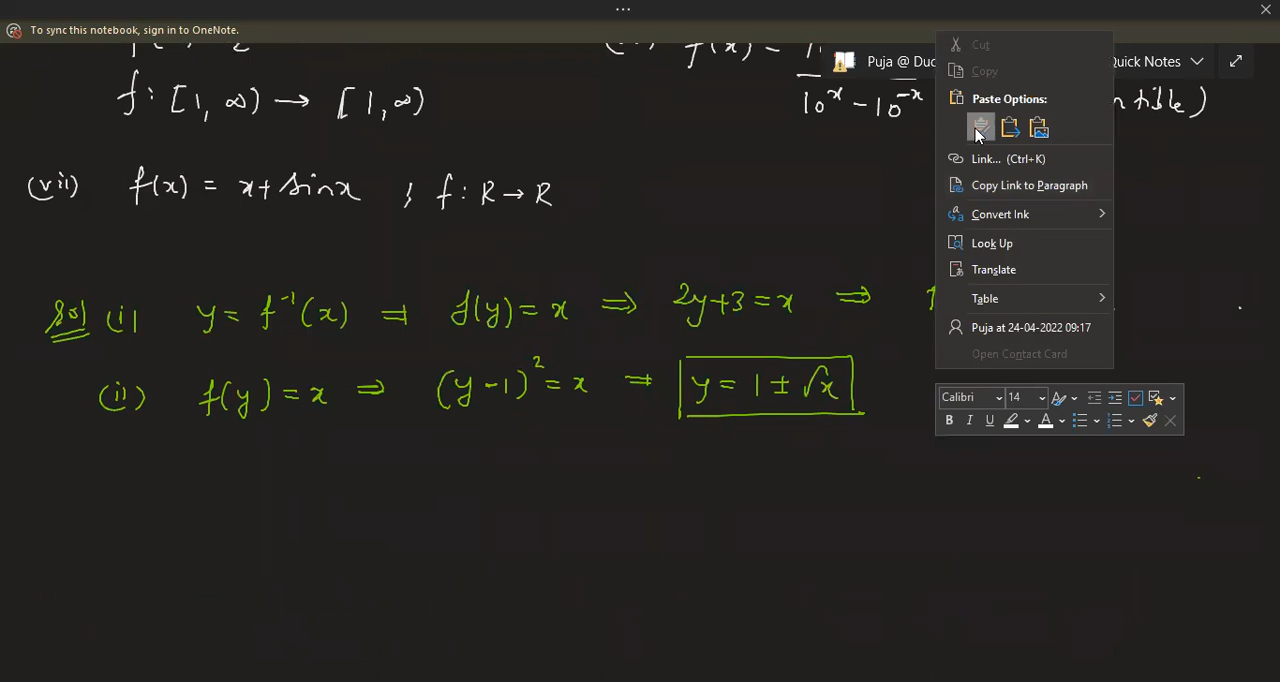 To sync this notebook, sign in to OneNote.
Puja @ Duc
Quick Notes
f(x) =
f : [1, ∞) → [1, ∞)
10^x − 10^−x
tible)
(vii) f(x) = x + sin x ; f : R → R
Sol (i) y = f⁻¹(x) ⇒ f(y) = x ⇒ 2y + 3 = x ⇒
(ii) f(y) = x ⇒ (y − 1)² = x ⇒ y = 1 ± √x
Cut
Copy
Paste Options:
Link... (Ctrl+K)
Copy Link to Paragraph
Convert Ink
Look Up
Translate
Table
Puja at 24-04-2022 09:17
Open Contact Card
Calibri 14
B I U A